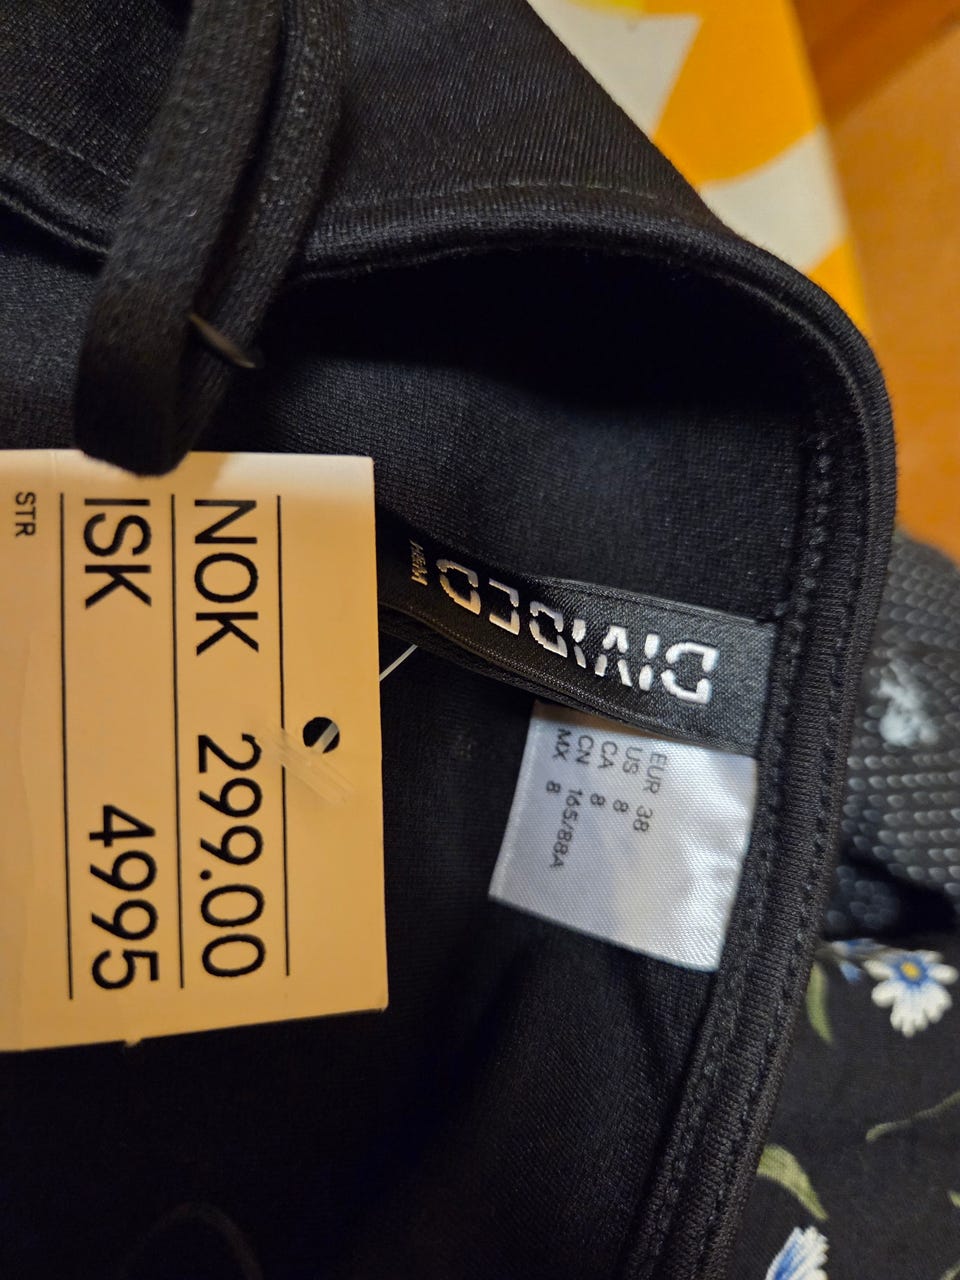 NOK 299.00
ISK 4995
STR
DIVIDED
H&M
EUR 38
US 8
CA 8
CN 165/88A
MX 8